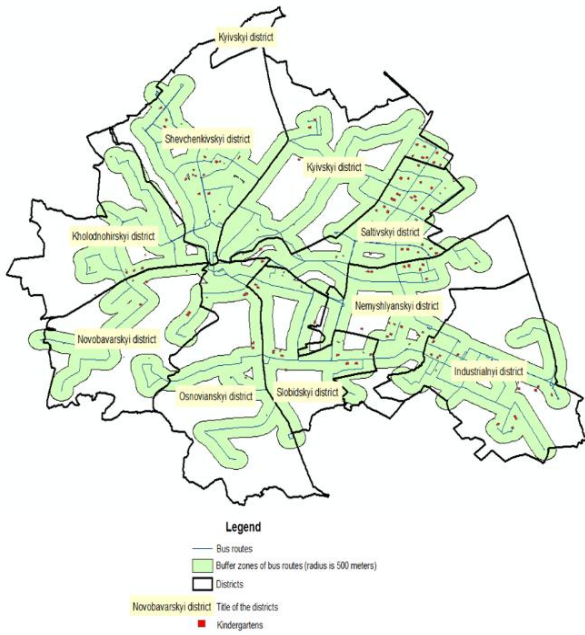 Kyivskyi district
Shevchenkivskyi district
Kyivskyi district
Kholodnohirskyi district
Saltivskyi district
Nemyshlyanskyi district
Novobavarskyi district
Industrialnyi district
Osnovianskyi district
Slobidskyi district
Legend
Bus routes
Buffer zones of bus routes (radius is 500 meters)
Districts
Novobavarskyi district Title of the districts
Kindergartens